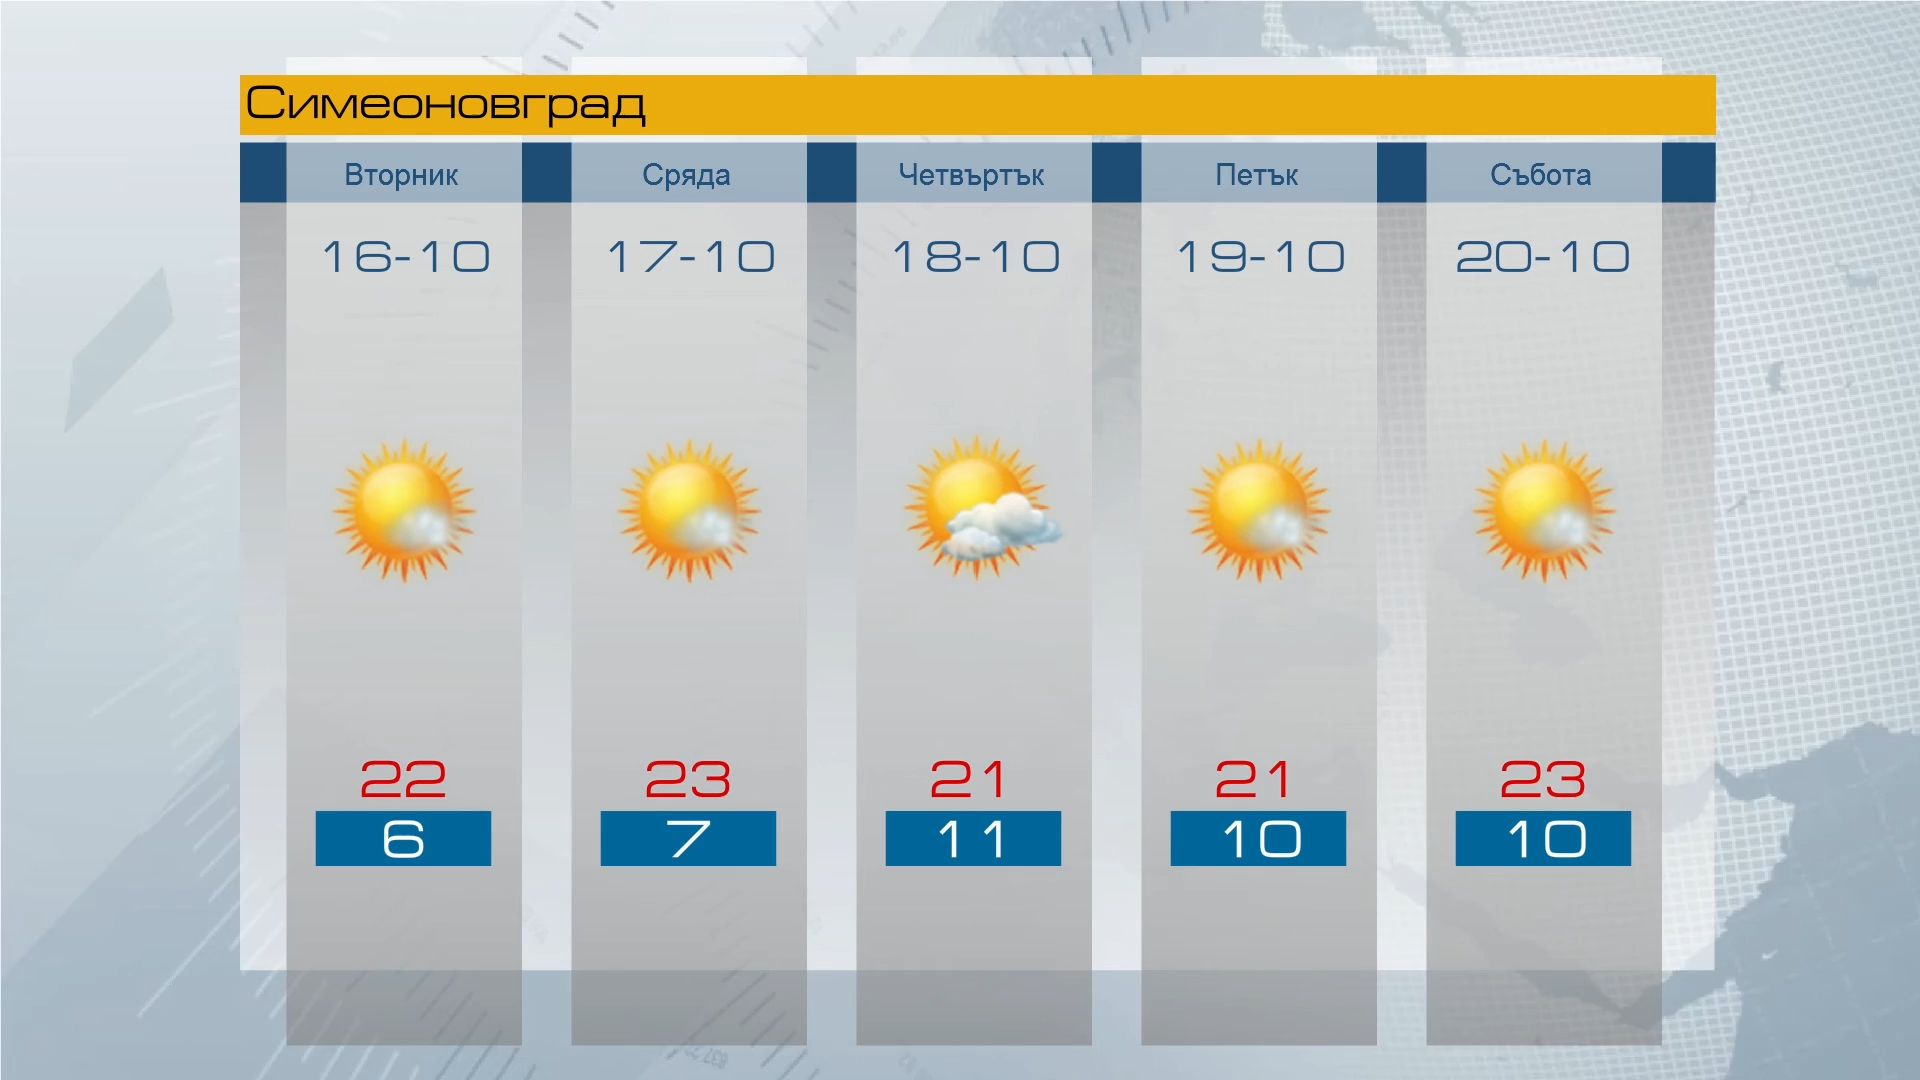 Симеоновград
Вторник Сряда Четвъртък Петък Събота
16-10 17-10 18-10 19-10 20-10
22 23 21 21 23
6 7 11 10 10